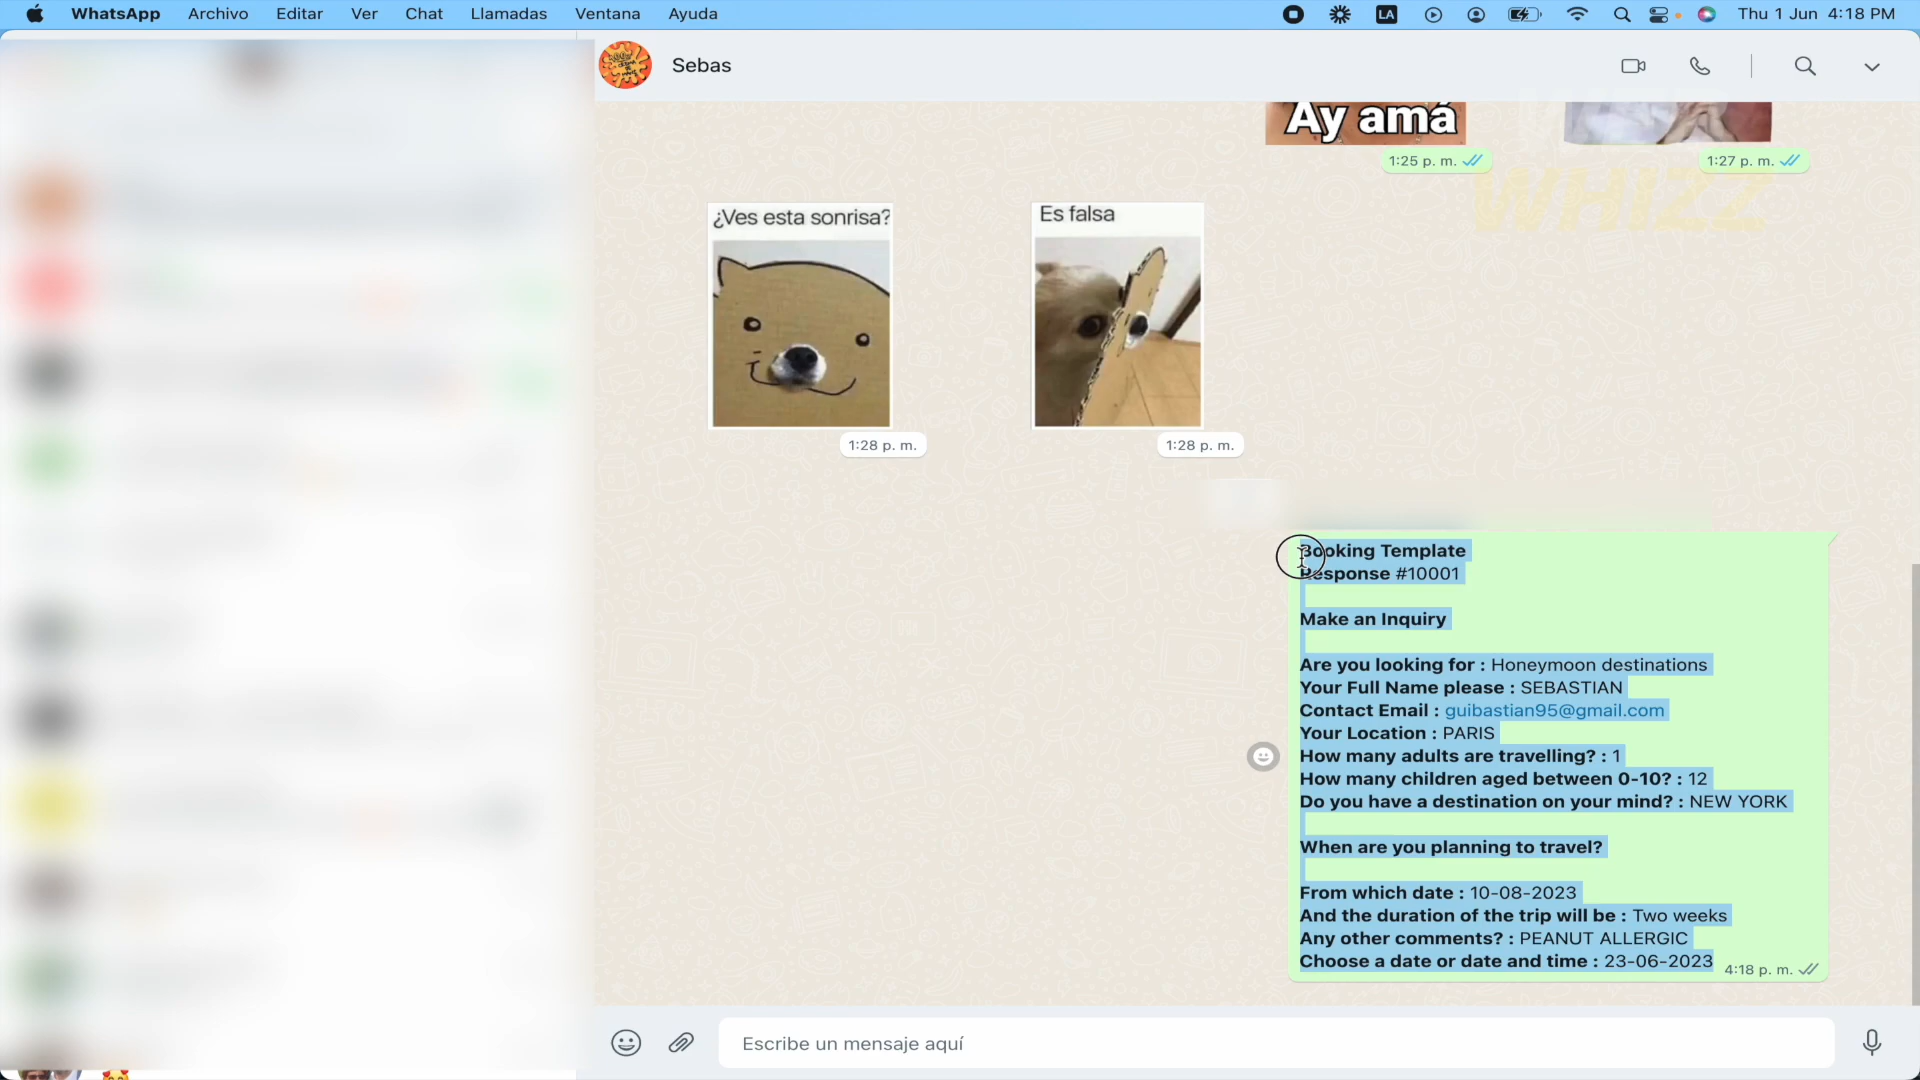 WhatsApp Archivo Editar Ver Chat Llamadas Ventana Ayuda LA Thu 1 Jun 4:18 PM
Sebas
Ay amá
1:25 p. m.
1:27 p. m.
WHIZZ
¿Ves esta sonrisa?
Es falsa
1:28 p. m.
1:28 p. m.
Booking Template
Response #10001
Make an Inquiry
Are you looking for : Honeymoon destinations
Your Full Name please : SEBASTIAN
Contact Email : guibastian95@gmail.com
Your Location : PARIS
How many adults are travelling? : 1
How many children aged between 0-10? : 12
Do you have a destination on your mind? : NEW YORK
When are you planning to travel?
From which date : 10-08-2023
And the duration of the trip will be : Two weeks
Any other comments? : PEANUT ALLERGIC
Choose a date or date and time : 23-06-2023
4:18 p. m.
Escribe un mensaje aquí